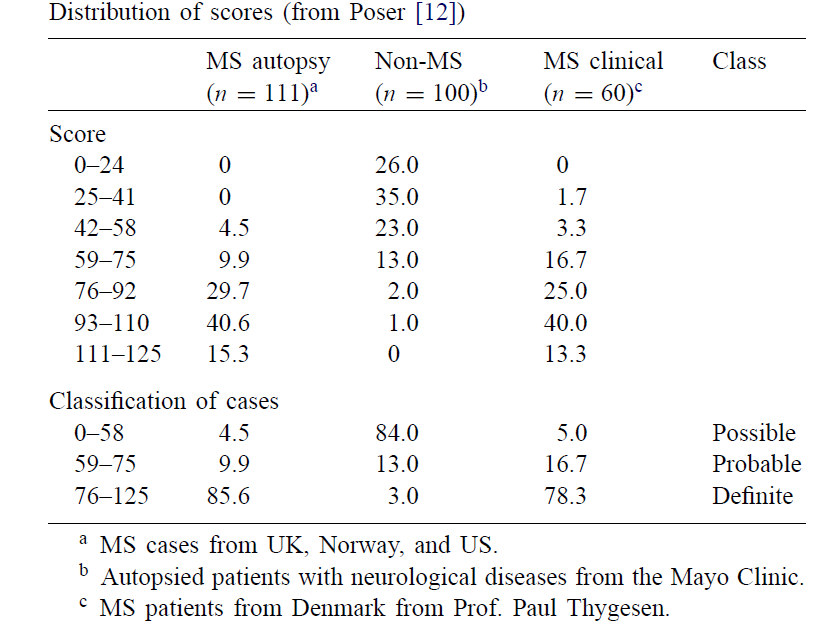 Distribution of scores (from Poser [12])
MS autopsy Non-MS MS clinical Class
(n = 111)a (n = 100)b (n = 60)c
Score
0–24 0 26.0 0
25–41 0 35.0 1.7
42–58 4.5 23.0 3.3
59–75 9.9 13.0 16.7
76–92 29.7 2.0 25.0
93–110 40.6 1.0 40.0
111–125 15.3 0 13.3
Classification of cases
0–58 4.5 84.0 5.0 Possible
59–75 9.9 13.0 16.7 Probable
76–125 85.6 3.0 78.3 Definite
a MS cases from UK, Norway, and US.
b Autopsied patients with neurological diseases from the Mayo Clinic.
c MS patients from Denmark from Prof. Paul Thygesen.